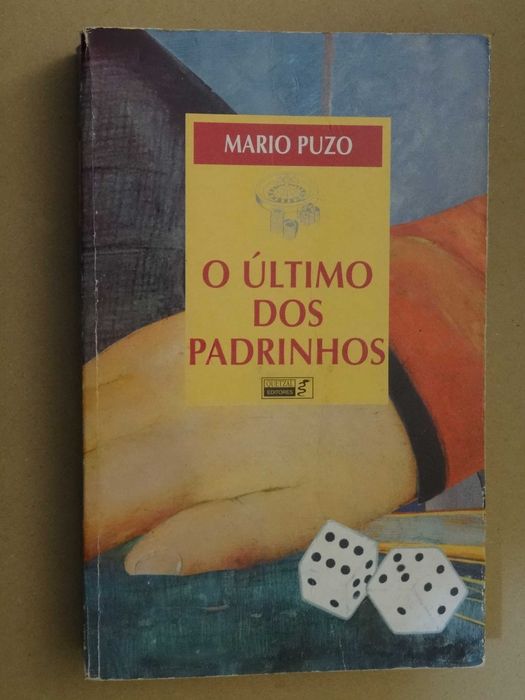 MARIO PUZO
O ÚLTIMO
DOS
PADRINHOS
QUETZAL
EDITORES